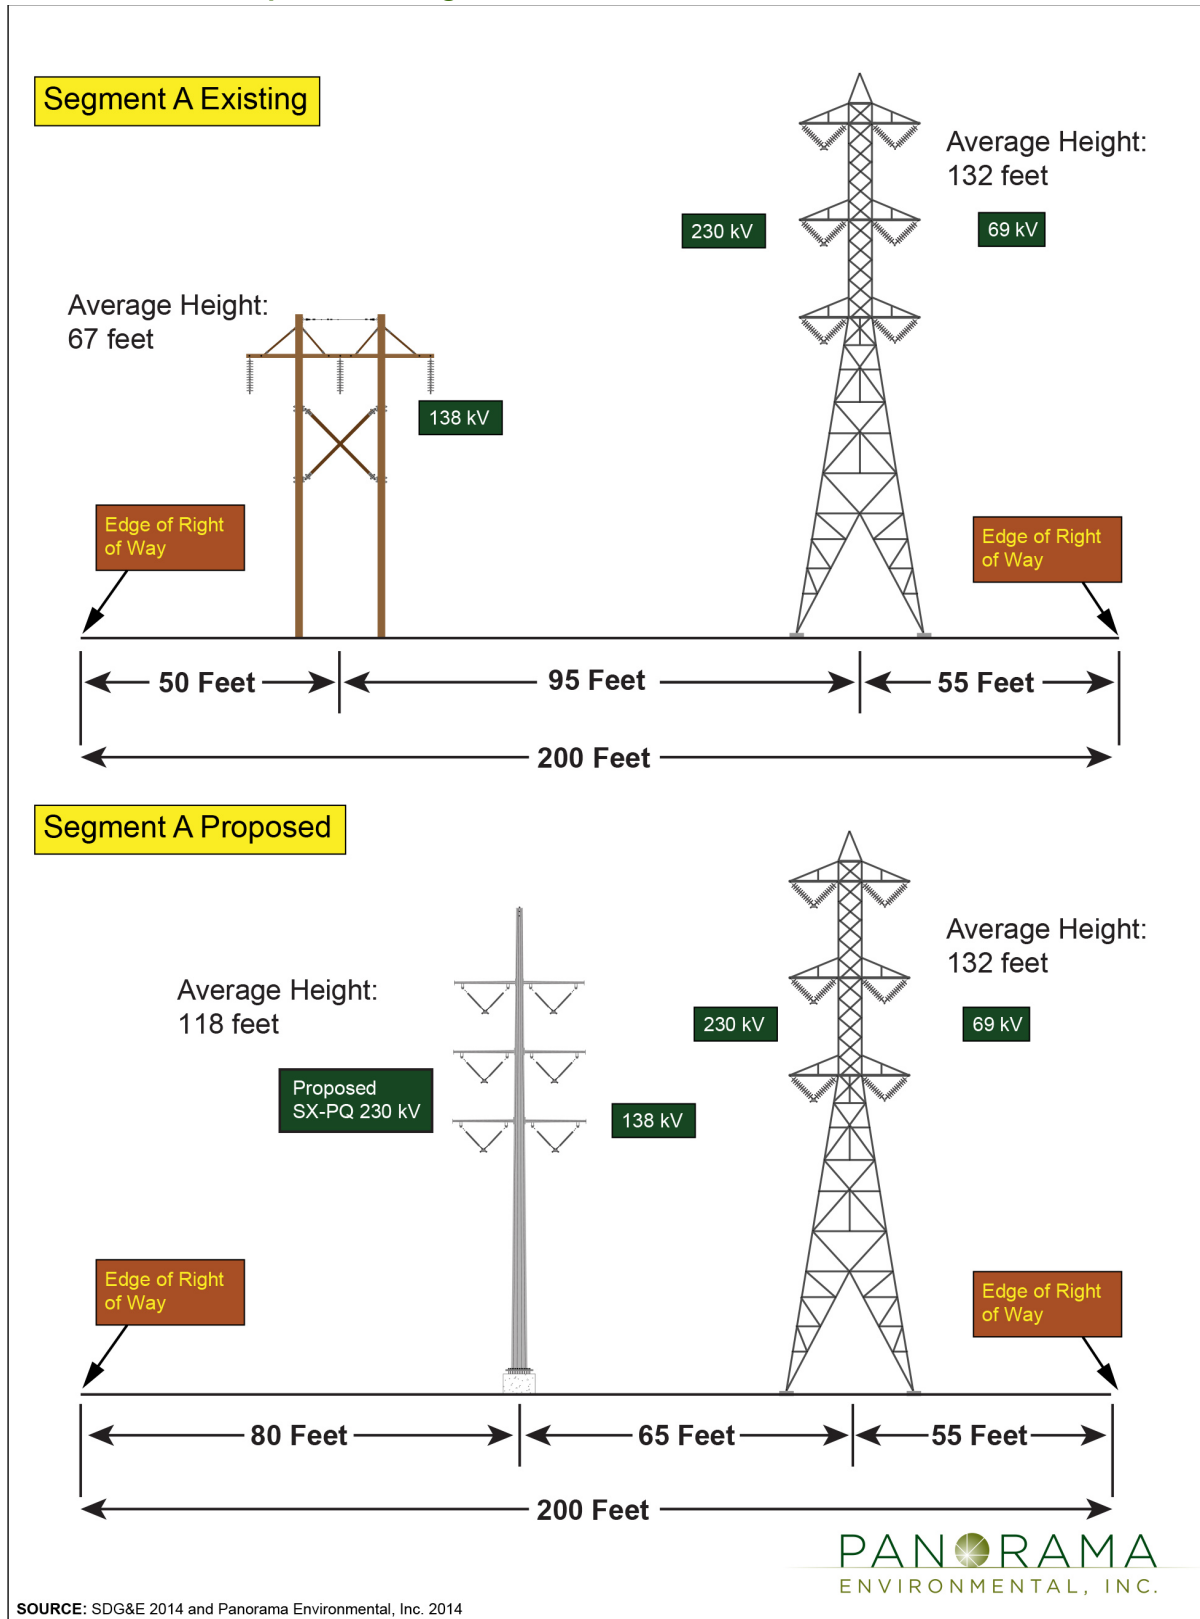 Segment A Existing
Average Height:
132 feet
230 kV
69 kV
Average Height:
67 feet
138 kV
Edge of Right
of Way
Edge of Right
of Way
50 Feet
95 Feet
55 Feet
200 Feet
Segment A Proposed
Average Height:
132 feet
Average Height:
118 feet
230 kV
69 kV
Proposed
SX-PQ 230 kV
138 kV
Edge of Right
of Way
Edge of Right
of Way
80 Feet
65 Feet
55 Feet
200 Feet
PANORAMA
ENVIRONMENTAL, INC.
SOURCE: SDG&E 2014 and Panorama Environmental, Inc. 2014